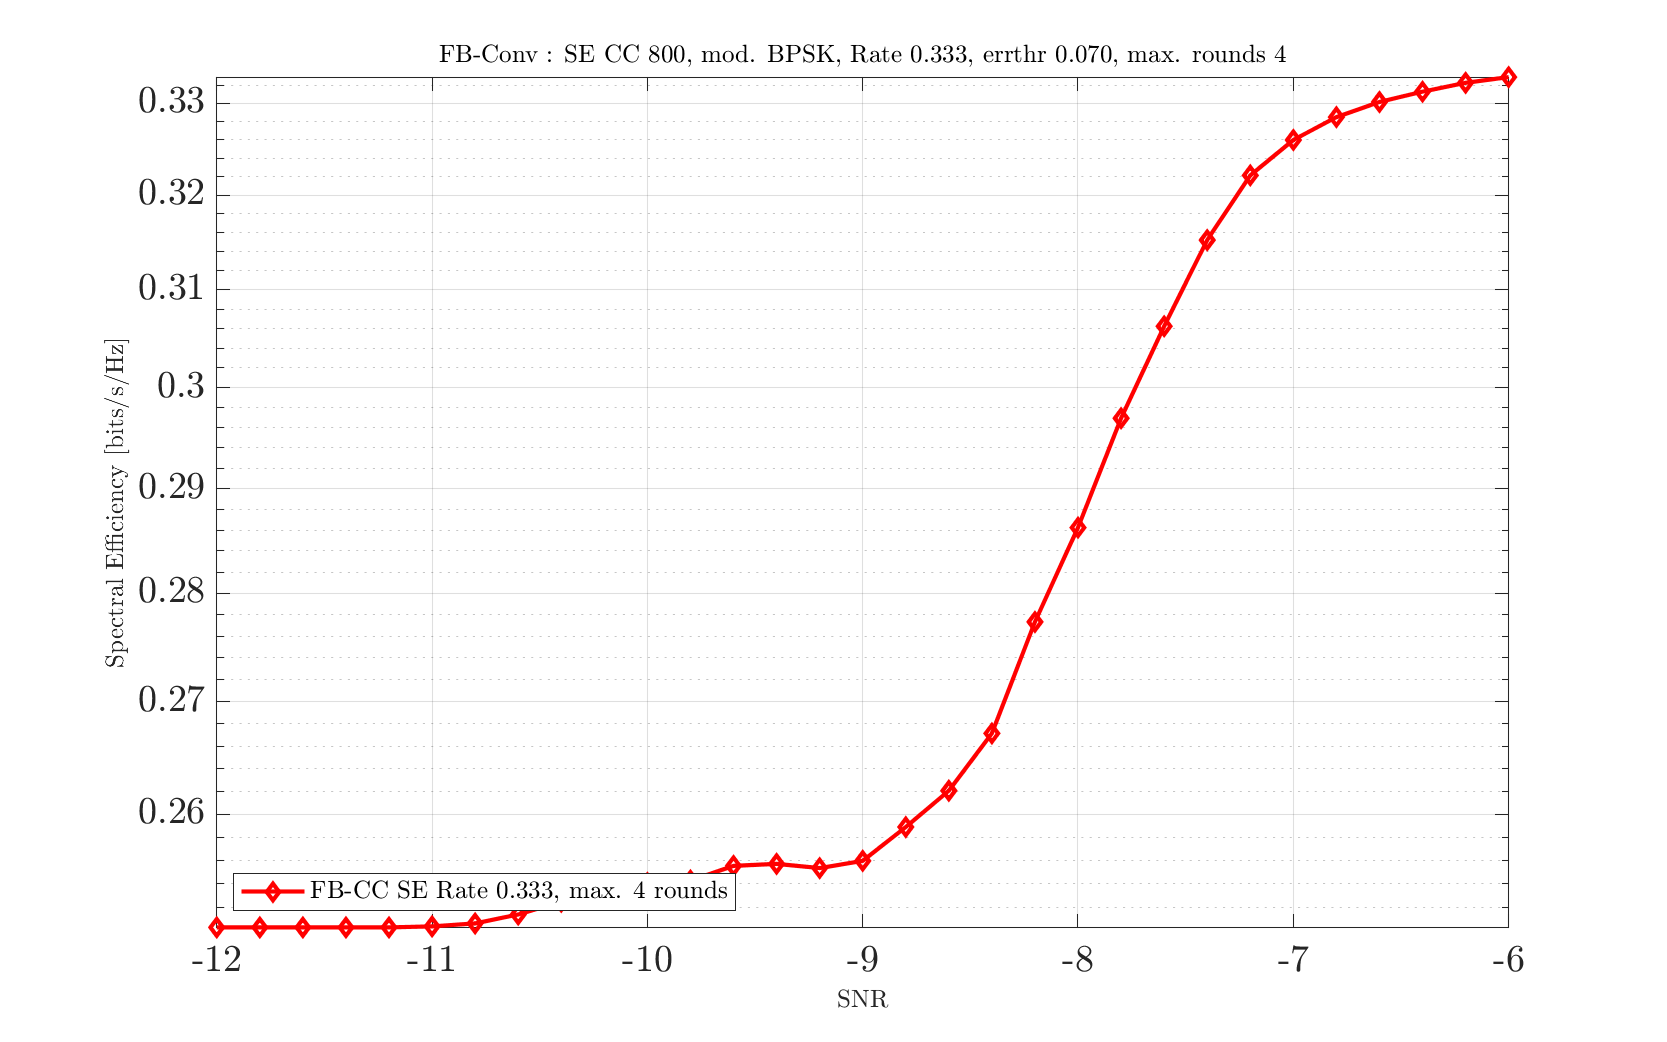 FB-Conv : SE CC 800, mod. BPSK, Rate 0.333, errthr 0.070, max. rounds 4
0.33
0.32
0.31
0.3
0.29
0.28
0.27
0.26
Spectral Efficiency [bits/s/Hz]
FB-CC SE Rate 0.333, max. 4 rounds
-12 -11 -10 -9 -8 -7 -6
SNR